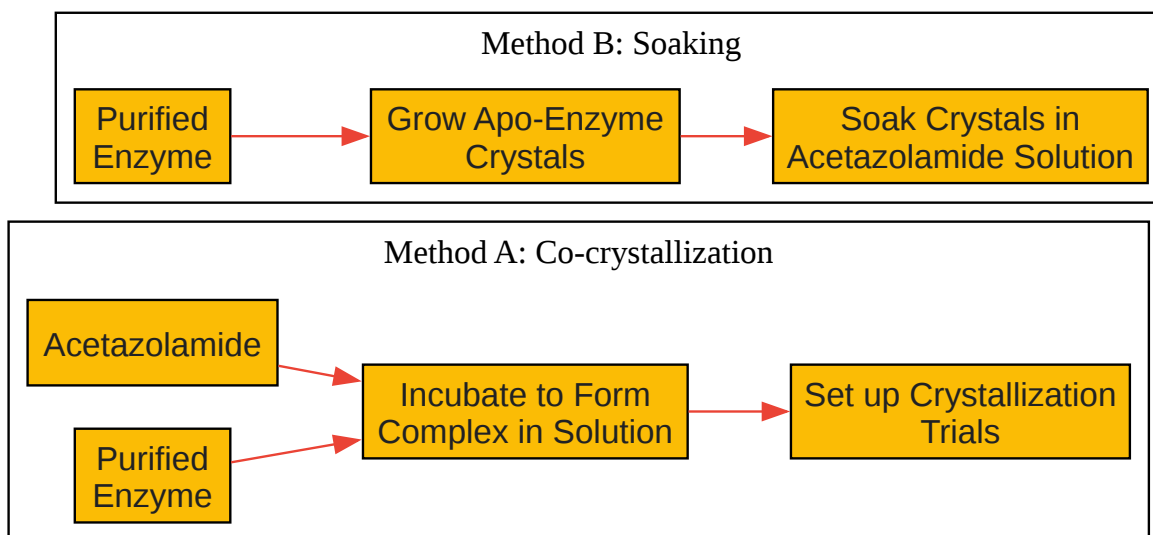 Method B: Soaking
Purified
Enzyme
Grow Apo-Enzyme
Crystals
Soak Crystals in
Acetazolamide Solution
Method A: Co-crystallization
Acetazolamide
Purified
Enzyme
Incubate to Form
Complex in Solution
Set up Crystallization
Trials